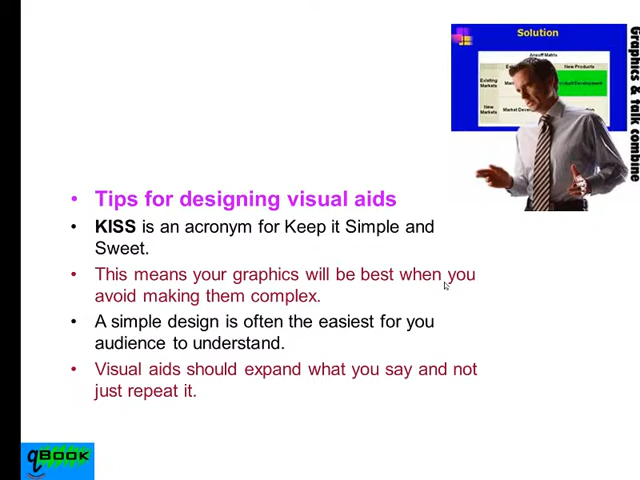 Solution
Ansoff Matrix
New Products
Existing
Markets
New
Markets
Graphics & talk combine
• Tips for designing visual aids
• KISS is an acronym for Keep it Simple and
Sweet.
• This means your graphics will be best when you
avoid making them complex.
• A simple design is often the easiest for you
audience to understand.
• Visual aids should expand what you say and not
just repeat it.
qBOOK